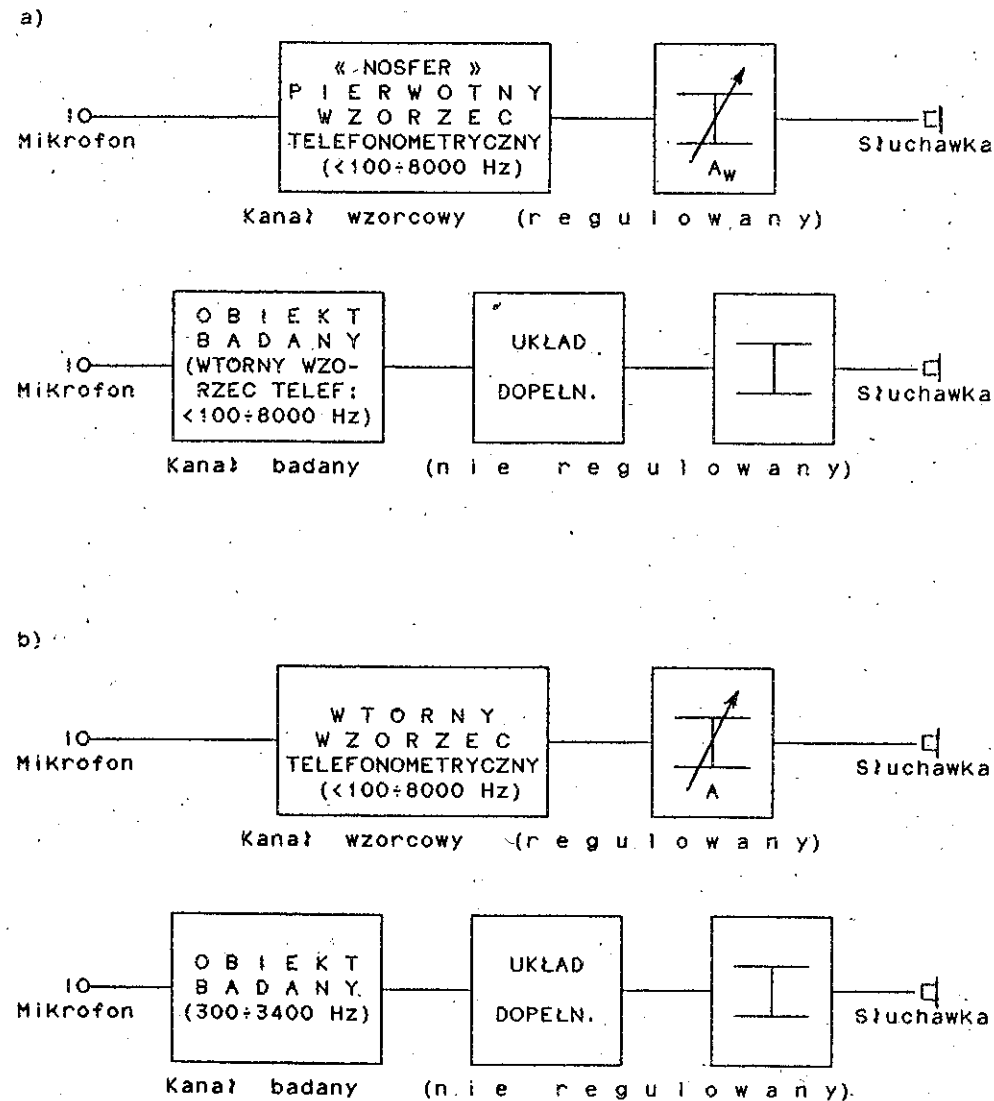 a)
« NOSFER »
PIERWOTNY
WZORZEC
TELEFONOMETRYCZNY
(<100÷8000 Hz)
Mikrofon
A_W
Słuchawka
Kanał wzorcowy (regulowany)
OBIEKT
BADANY
(WTORNY WZO-
RZEC TELEF:
<100÷8000 Hz)
UKŁAD
DOPEŁN.
Mikrofon
Słuchawka
Kanał badany (nie regulowany)
b)
WTORNY
WZORZEC
TELEFONOMETRYCZNY
(<100÷8000 Hz)
Mikrofon
A
Słuchawka
Kanał wzorcowy (regulowany)
OBIEKT
BADANY.
(300÷3400 Hz)
UKŁAD
DOPEŁN.
Mikrofon
Słuchawka
Kanał badany (nie regulowany).